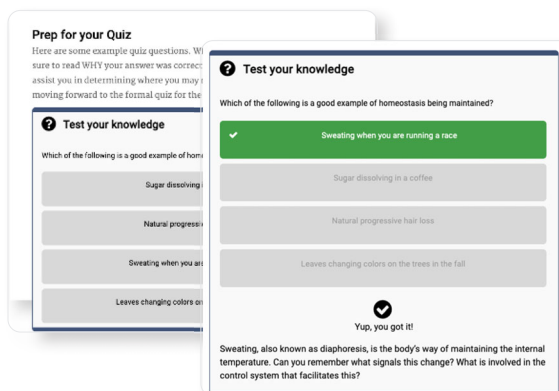 Prep for your Quiz
Here are some example quiz questions. W
sure to read WHY your answer was correc
assist you in determining where you may
moving forward to the formal quiz for the
Test your knowledge
Which of the following is a good example of hom
Sugar dissolving
Natural progressi
Sweating when you are
Leaves changing colors o
Test your knowledge
Which of the following is a good example of homeostasis being maintained?
Sweating when you are running a race
Sugar dissolving in a coffee
Natural progressive hair loss
Leaves changing colors on the trees in the fall
Yup, you got it!
Sweating, also known as diaphoresis, is the body's way of maintaining the internal
temperature. Can you remember what signals this change? What is involved in the
control system that facilitates this?